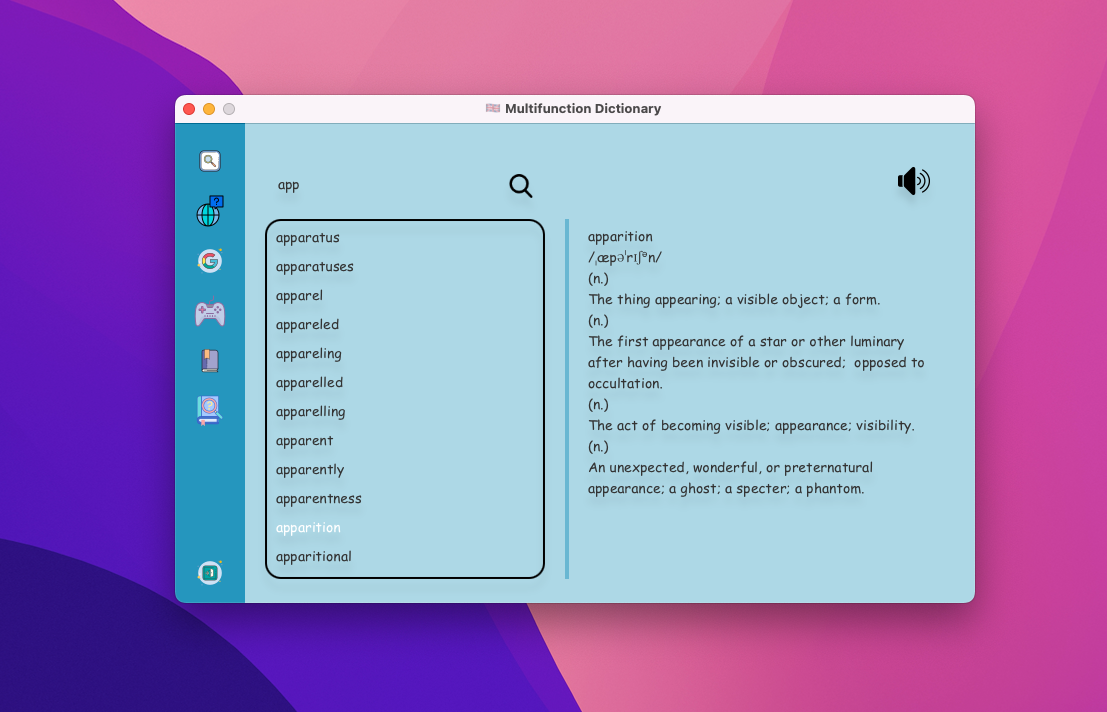 Multifunction Dictionary
?
app
apparatus
apparatuses
apparel
appareled
appareling
apparelled
apparelling
apparent
apparently
apparentness
apparition
apparitional
apparition
/ˌæpəˈrɪʃᵊn/
(n.)
The thing appearing; a visible object; a form.
(n.)
The first appearance of a star or other luminary
after having been invisible or obscured;  opposed to
occultation.
(n.)
The act of becoming visible; appearance; visibility.
(n.)
An unexpected, wonderful, or preternatural
appearance; a ghost; a specter; a phantom.